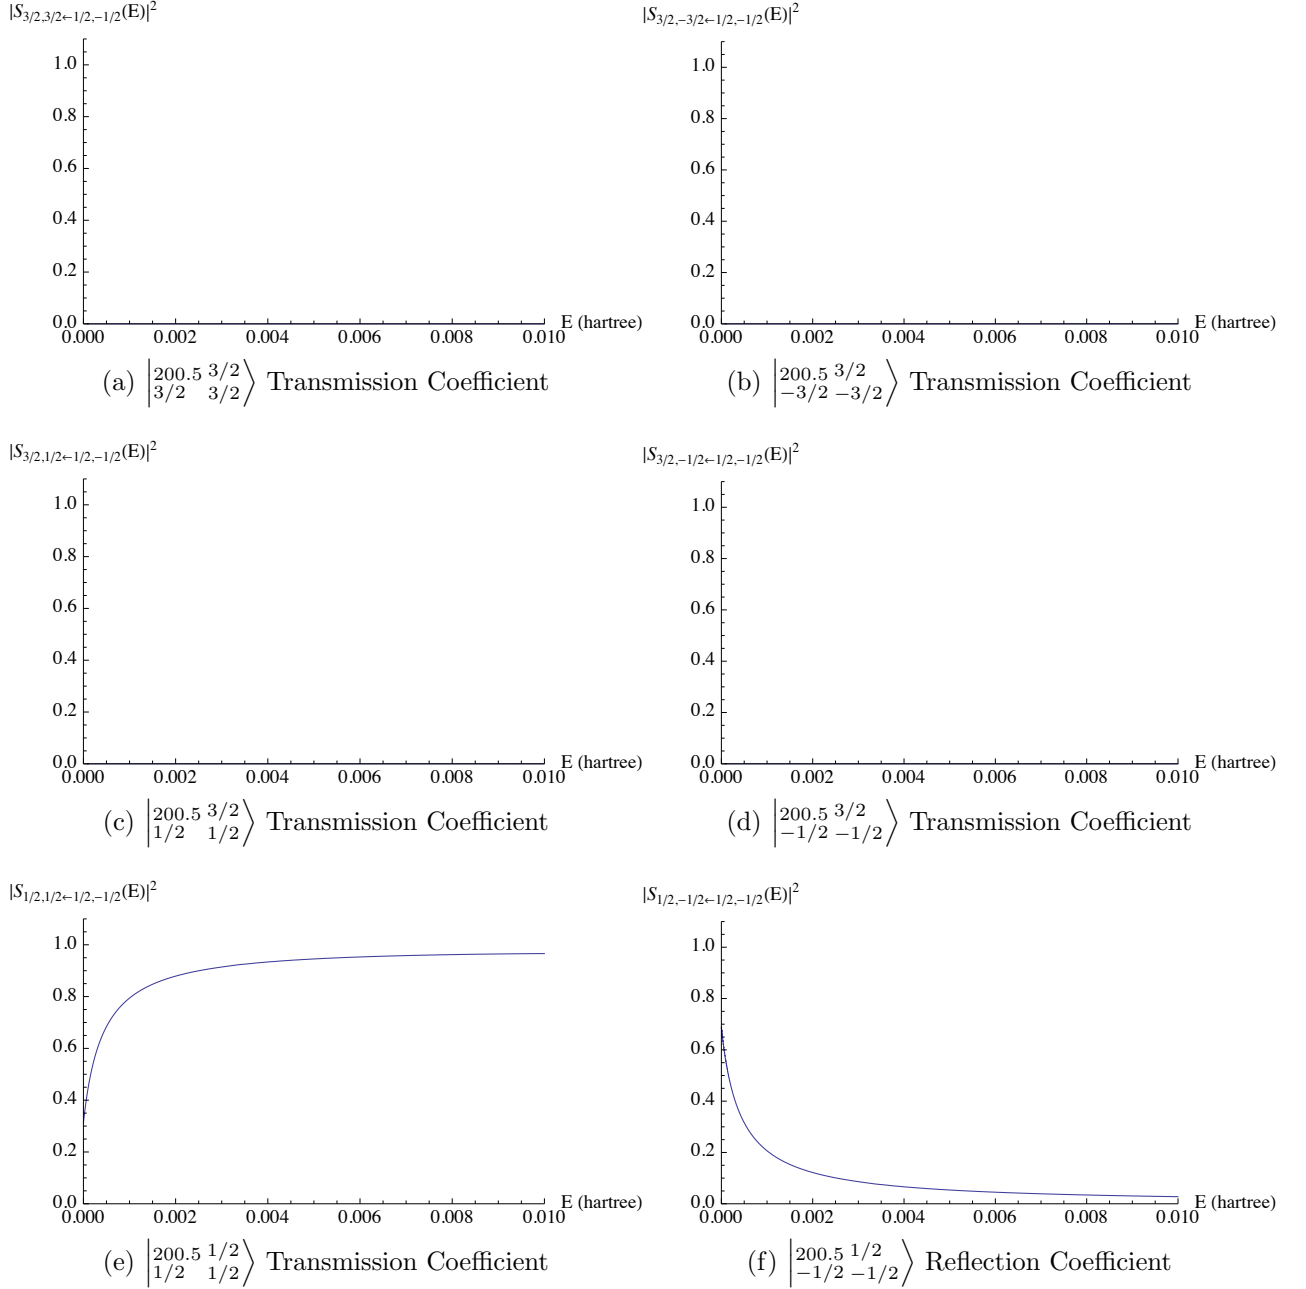 |S3/2,3/2←1/2,−1/2(E)|²
1.0
0.8
0.6
0.4
0.2
0.0
0.000 0.002 0.004 0.006 0.008 0.010
E (hartree)
(a) |200.5 3/2
3/2 3/2⟩ Transmission Coefficient
|S3/2,−3/2←1/2,−1/2(E)|²
1.0
0.8
0.6
0.4
0.2
0.0
0.000 0.002 0.004 0.006 0.008 0.010
E (hartree)
(b) |200.5 3/2
−3/2 −3/2⟩ Transmission Coefficient
|S3/2,1/2←1/2,−1/2(E)|²
1.0
0.8
0.6
0.4
0.2
0.0
0.000 0.002 0.004 0.006 0.008 0.010
E (hartree)
(c) |200.5 3/2
1/2 1/2⟩ Transmission Coefficient
|S3/2,−1/2←1/2,−1/2(E)|²
1.0
0.8
0.6
0.4
0.2
0.0
0.000 0.002 0.004 0.006 0.008 0.010
E (hartree)
(d) |200.5 3/2
−1/2 −1/2⟩ Transmission Coefficient
|S1/2,1/2←1/2,−1/2(E)|²
1.0
0.8
0.6
0.4
0.2
0.0
0.000 0.002 0.004 0.006 0.008 0.010
E (hartree)
(e) |200.5 1/2
1/2 1/2⟩ Transmission Coefficient
|S1/2,−1/2←1/2,−1/2(E)|²
1.0
0.8
0.6
0.4
0.2
0.0
0.000 0.002 0.004 0.006 0.008 0.010
E (hartree)
(f) |200.5 1/2
−1/2 −1/2⟩ Reflection Coefficient